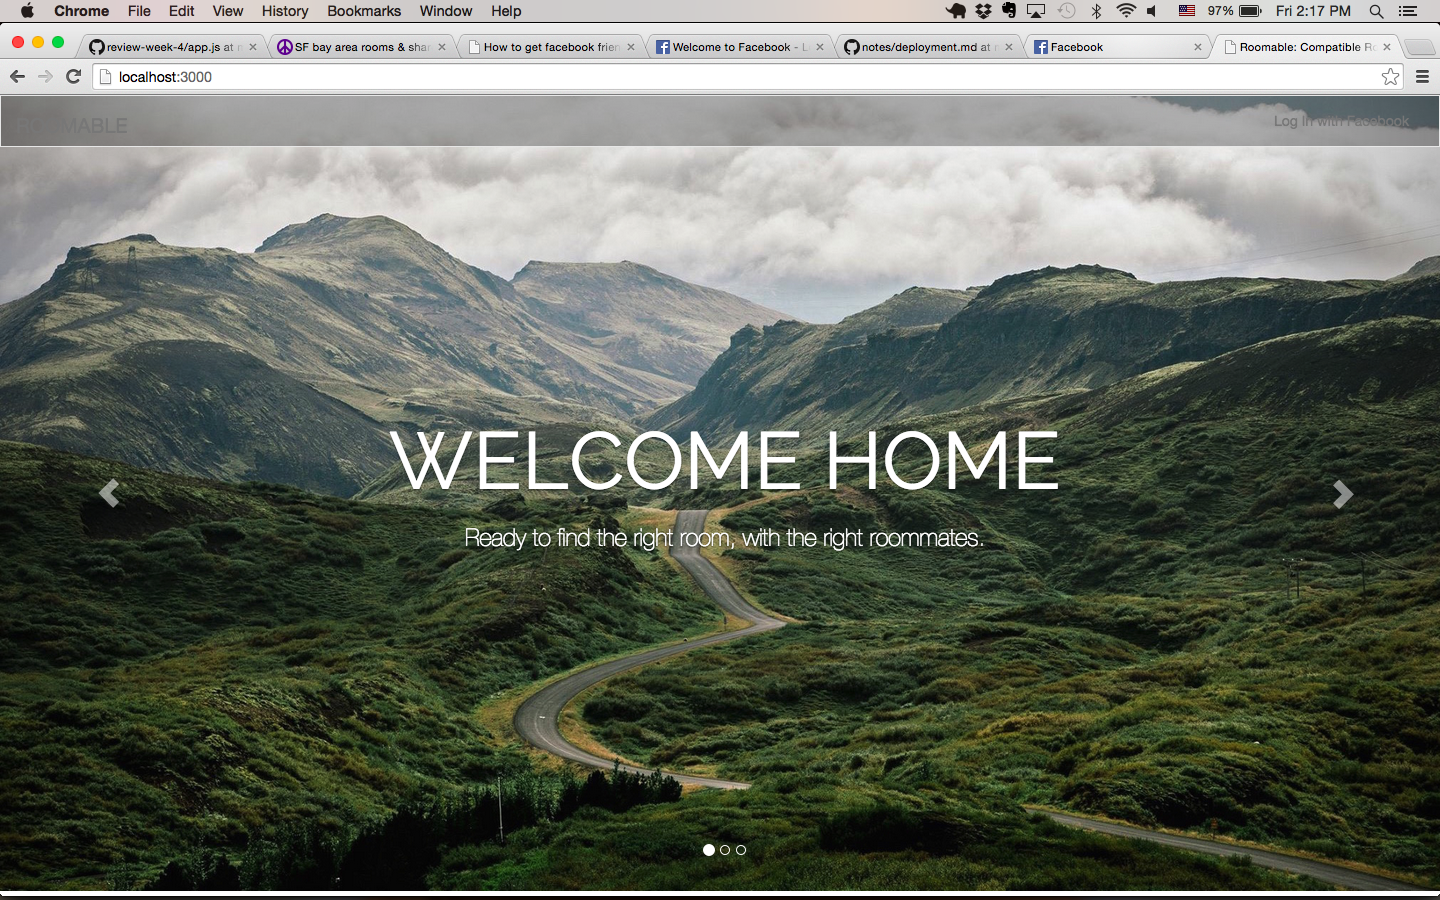 Chrome File Edit View History Bookmarks Window Help 97% Fri 2:17 PM
review-week-4/app.js at SF bay area rooms & shar How to get facebook frien Welcome to Facebook - L notes/deployment.md at Facebook Roomable: Compatible Ro
localhost:3000
ROOMABLE Log In with Facebook
WELCOME HOME
Ready to find the right room, with the right roommates.